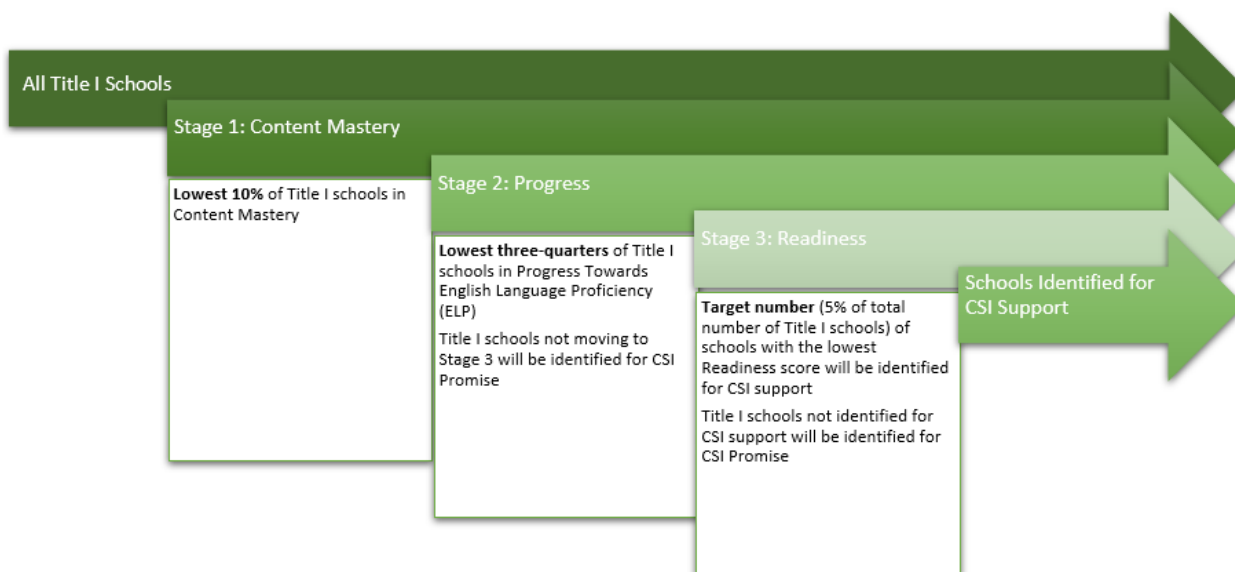 All Title I Schools
Stage 1: Content Mastery
Lowest 10% of Title I schools in
Content Mastery
Stage 2: Progress
Lowest three-quarters of Title I
schools in Progress Towards
English Language Proficiency
(ELP)
Title I schools not moving to
Stage 3 will be identified for CSI
Promise
Stage 3: Readiness
Target number (5% of total
number of Title I schools) of
schools with the lowest
Readiness score will be identified
for CSI support
Title I schools not identified for
CSI support will be identified for
CSI Promise
Schools Identified for
CSI Support